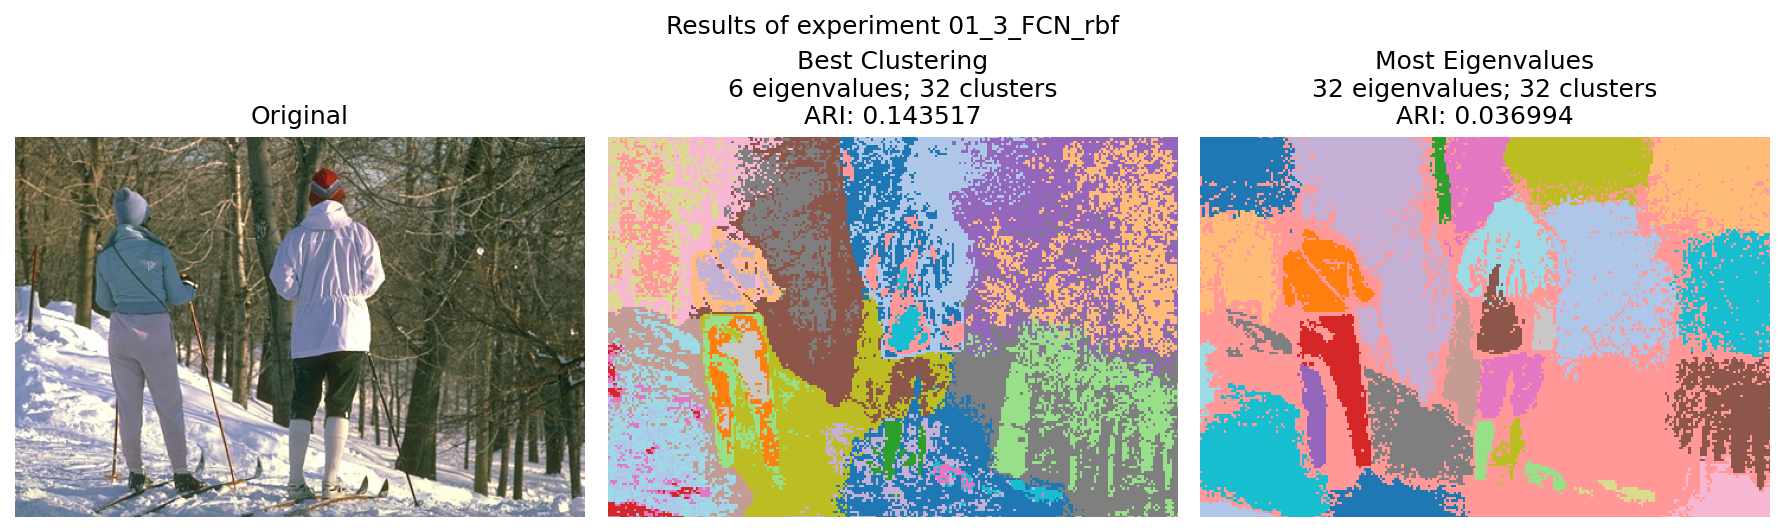 Results of experiment 01_3_FCN_rbf
Original
Best Clustering
6 eigenvalues; 32 clusters
ARI: 0.143517
Most Eigenvalues
32 eigenvalues; 32 clusters
ARI: 0.036994